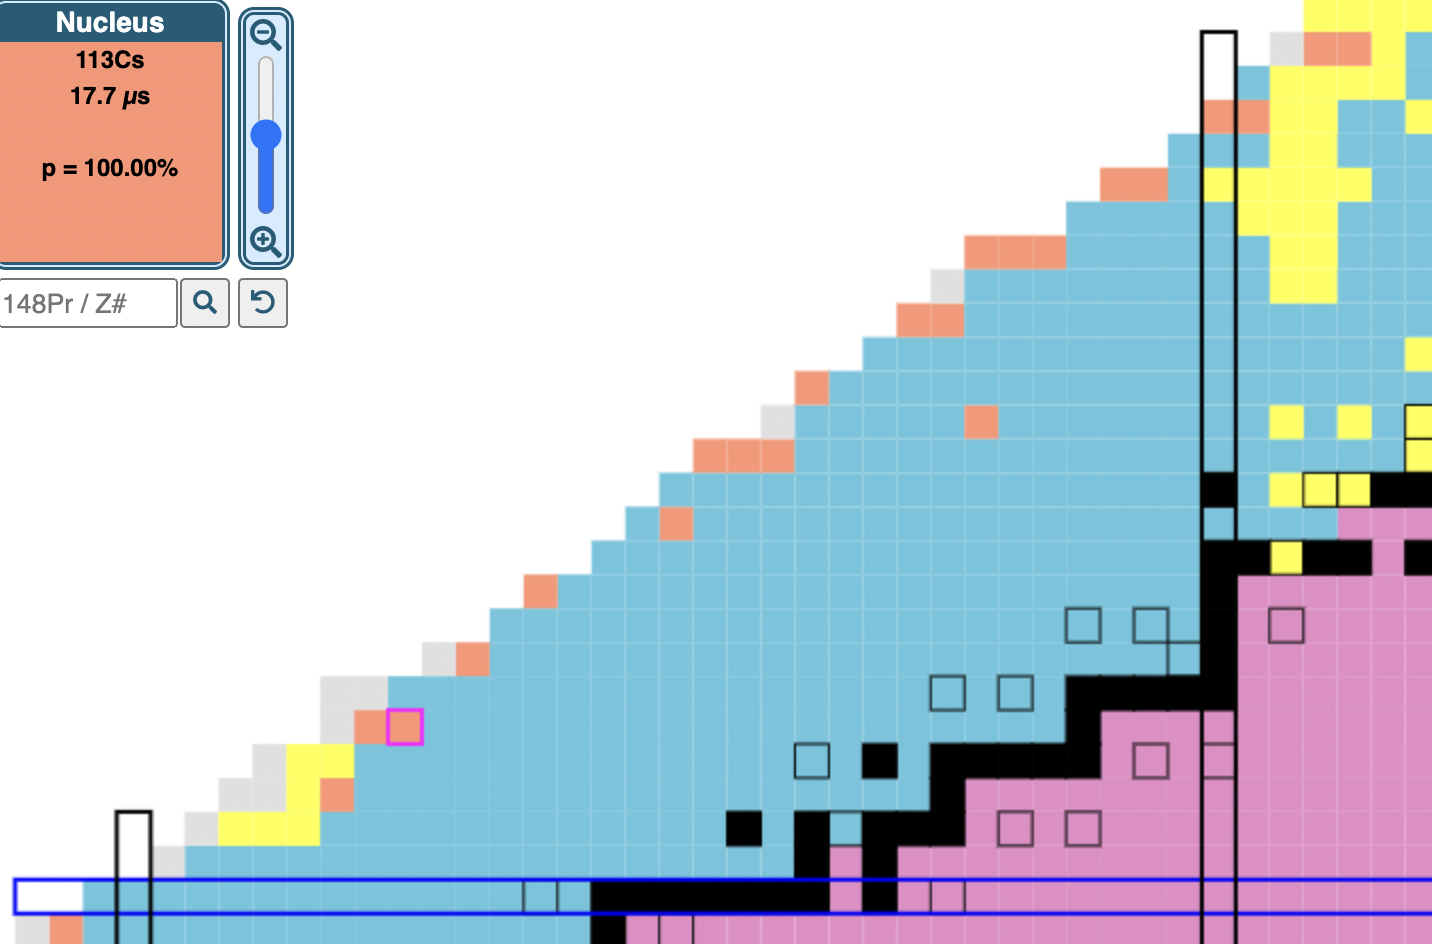 Nucleus
113Cs
17.7 µs
p = 100.00%
148Pr / Z#